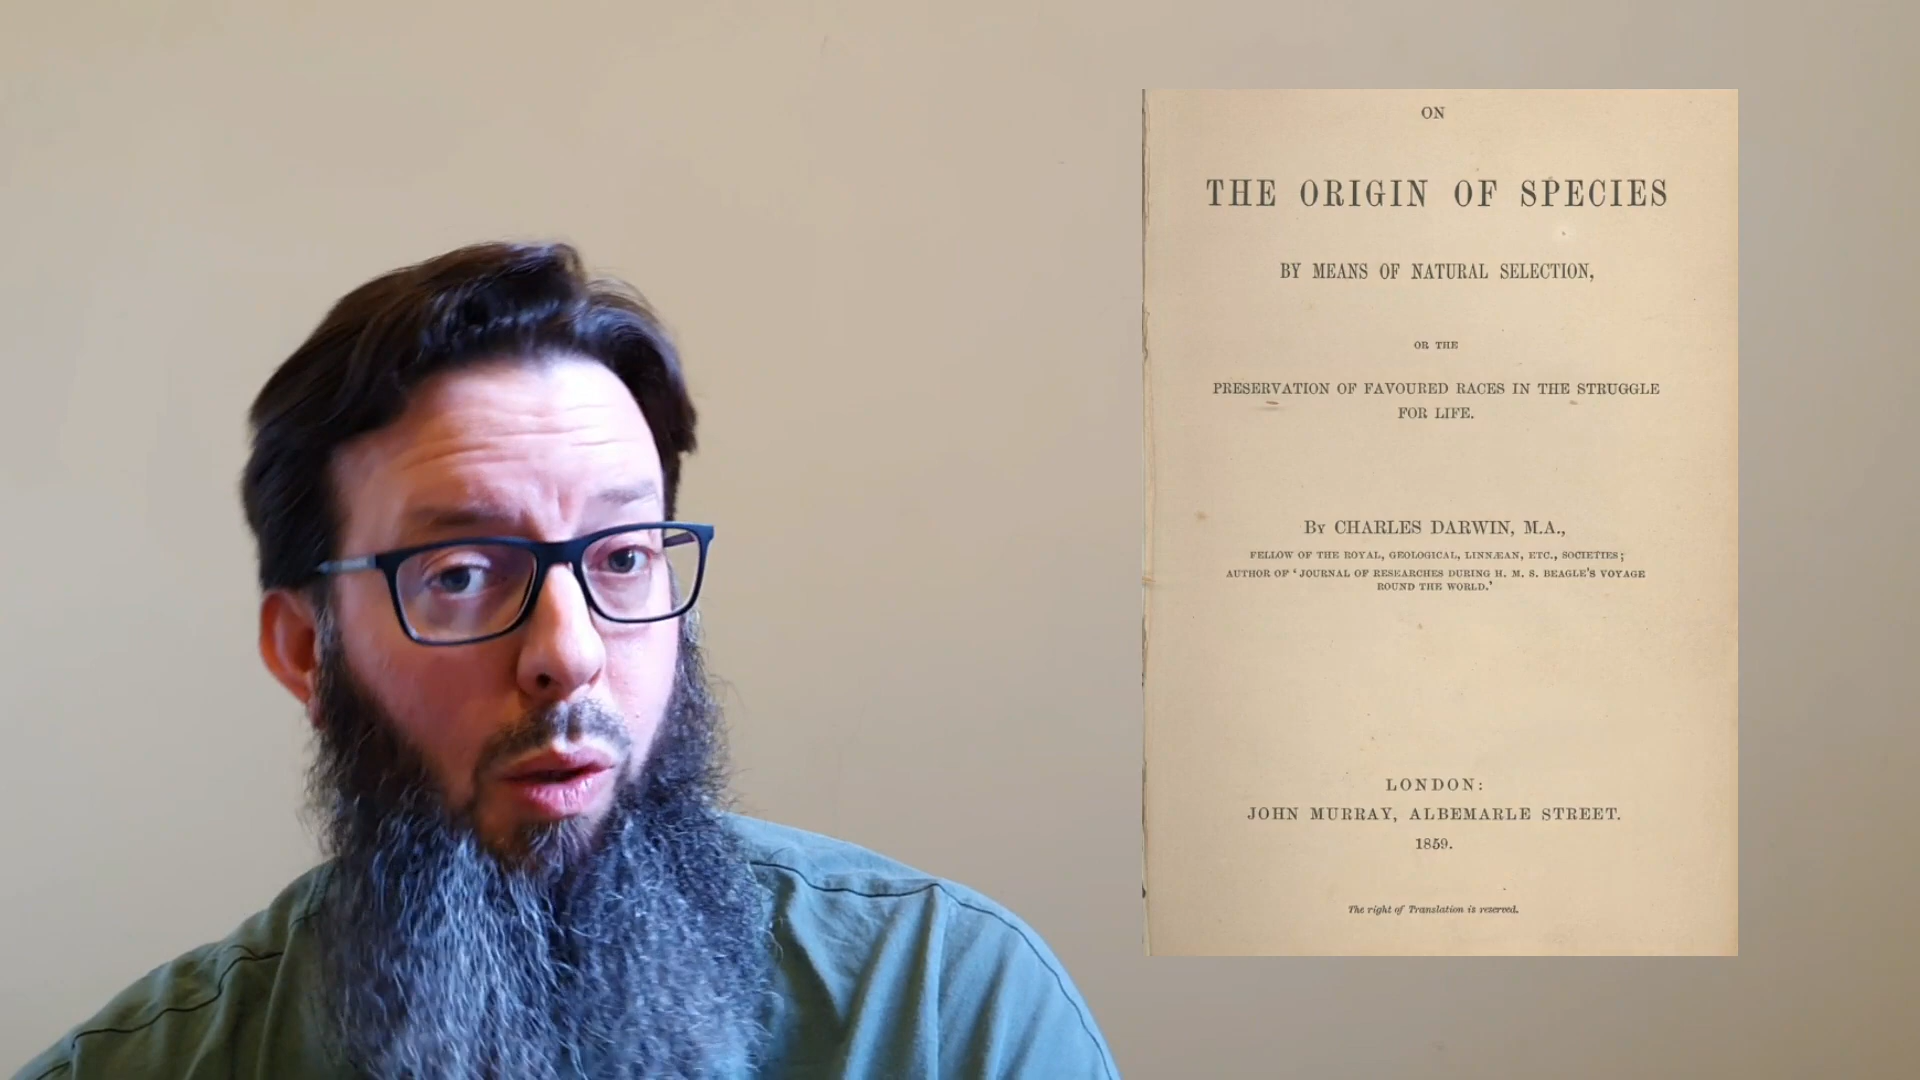 ON
THE ORIGIN OF SPECIES
BY MEANS OF NATURAL SELECTION,
OR THE
PRESERVATION OF FAVOURED RACES IN THE STRUGGLE
FOR LIFE.
By CHARLES DARWIN, M.A.,
FELLOW OF THE ROYAL, GEOLOGICAL, LINNÆAN, ETC., SOCIETIES;
AUTHOR OF ‘JOURNAL OF RESEARCHES DURING H. M. S. BEAGLE’S VOYAGE
ROUND THE WORLD.’
LONDON:
JOHN MURRAY, ALBEMARLE STREET.
1859.
The right of Translation is reserved.